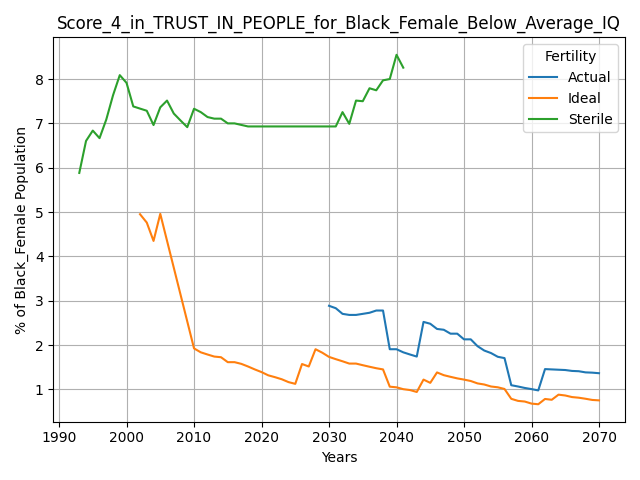 Score_4_in_TRUST_IN_PEOPLE_for_Black_Female_Below_Average_IQ
Fertility
Actual
Ideal
Sterile
% of Black_Female Population
8
7
6
5
4
3
2
1
1990 2000 2010 2020 2030 2040 2050 2060 2070
Years